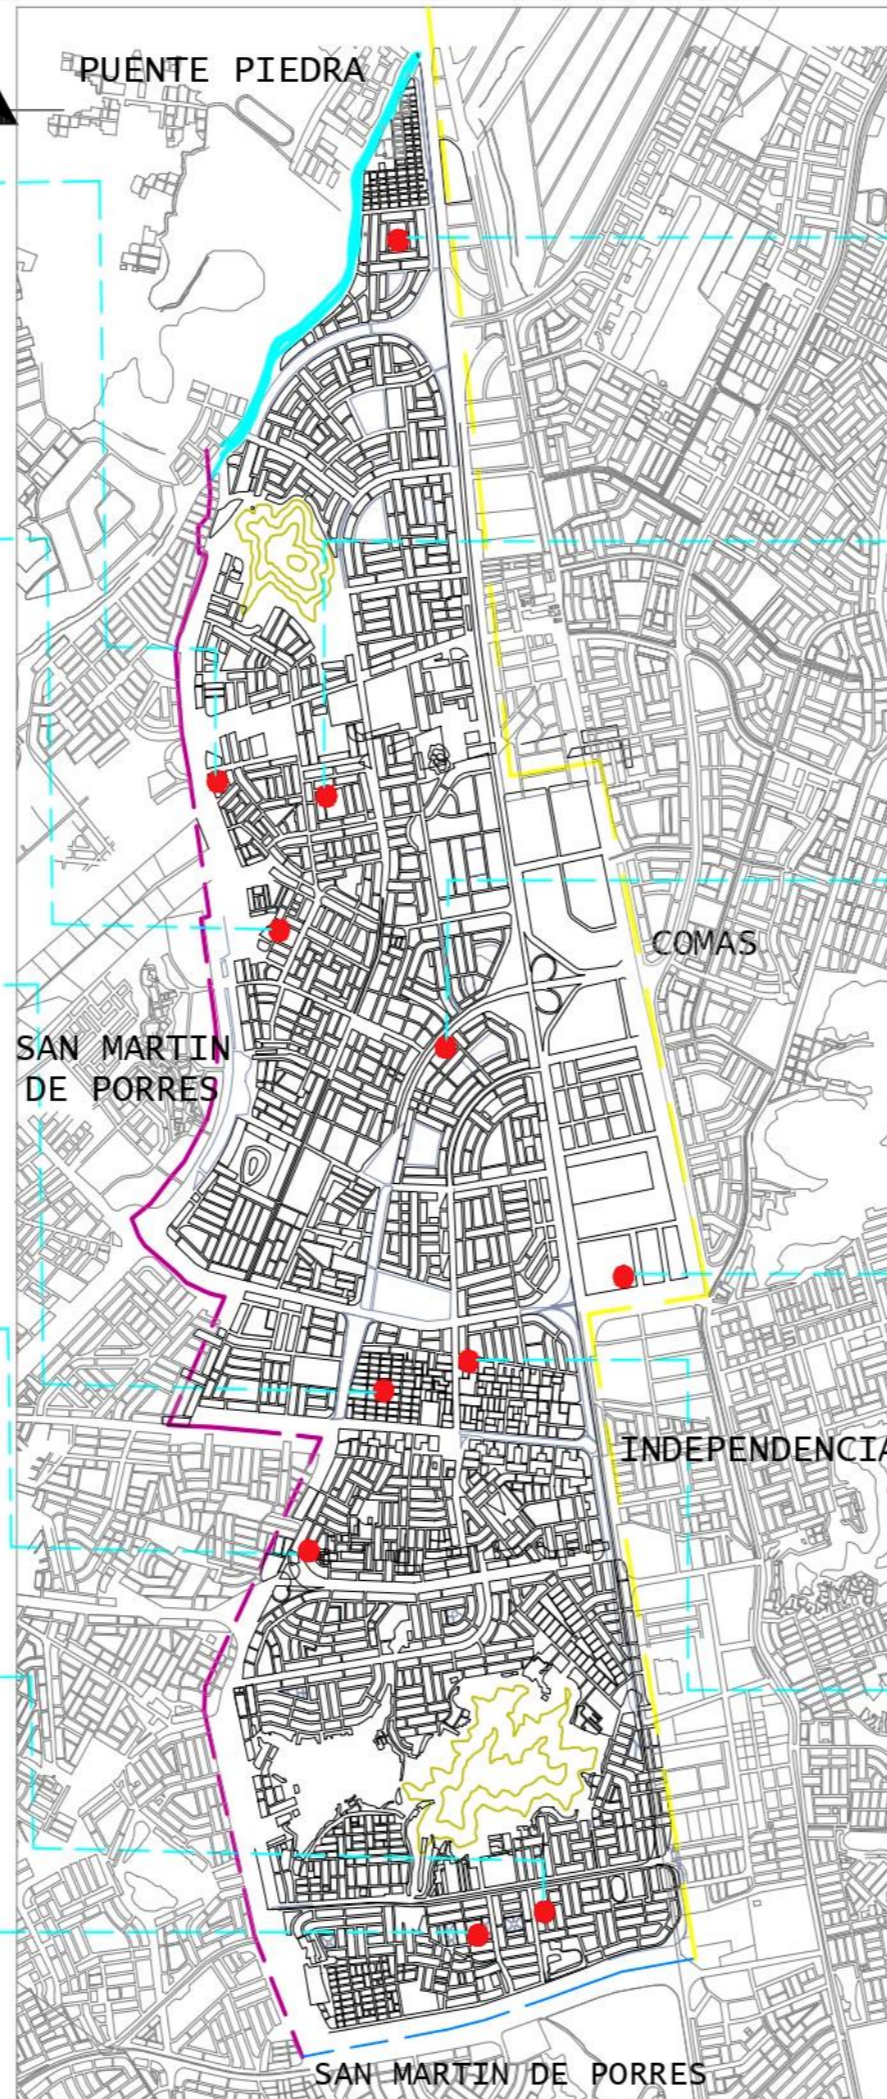 PUENTE PIEDRA
COMAS
SAN MARTIN
DE PORRES
INDEPENDENCIA
SAN MARTIN DE PORRES